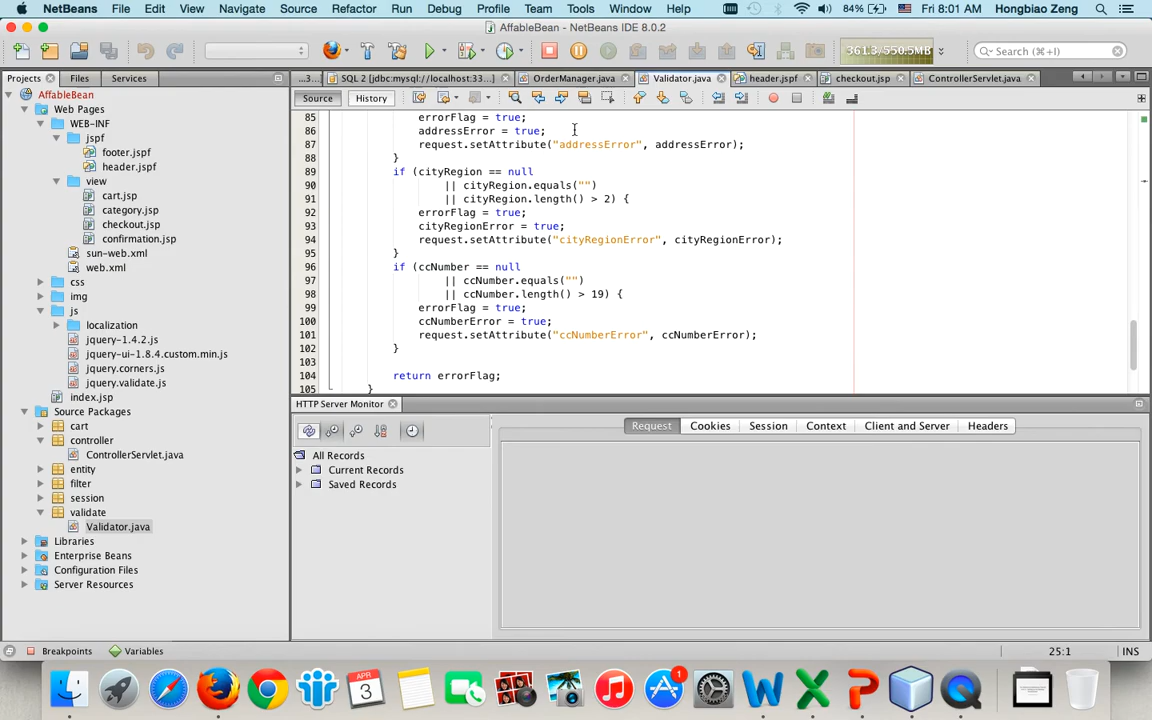 NetBeans File Edit View Navigate Source Refactor Run Debug Profile Team Tools Window Help 84% Fri 8:01 AM Hongbiao Zeng
AffableBean - NetBeans IDE 8.0.2
361.3/550.5MB Search (⌘+I)
Projects Files Services
...3... SQL 2 [jdbc:mysql://localhost:33...] OrderManager.java Validator.java header.jspf checkout.jsp ControllerServlet.java
Source History
AffableBean
Web Pages
WEB-INF
jspf
footer.jspf
header.jspf
view
cart.jsp
category.jsp
checkout.jsp
confirmation.jsp
sun-web.xml
web.xml
css
img
js
localization
jquery-1.4.2.js
jquery-ui-1.8.4.custom.min.js
jquery.corners.js
jquery.validate.js
index.jsp
Source Packages
cart
controller
ControllerServlet.java
entity
filter
session
validate
Validator.java
Libraries
Enterprise Beans
Configuration Files
Server Resources
85 errorFlag = true;
86 addressError = true;
87 request.setAttribute("addressError", addressError);
88 }
89 if (cityRegion == null
90 || cityRegion.equals("")
91 || cityRegion.length() > 2) {
92 errorFlag = true;
93 cityRegionError = true;
94 request.setAttribute("cityRegionError", cityRegionError);
95 }
96 if (ccNumber == null
97 || ccNumber.equals("")
98 || ccNumber.length() > 19) {
99 errorFlag = true;
100 ccNumberError = true;
101 request.setAttribute("ccNumberError", ccNumberError);
102 }
103
104 return errorFlag;
105 }
HTTP Server Monitor
Request Cookies Session Context Client and Server Headers
All Records
Current Records
Saved Records
Breakpoints Variables 25:1 INS
APR
3
1